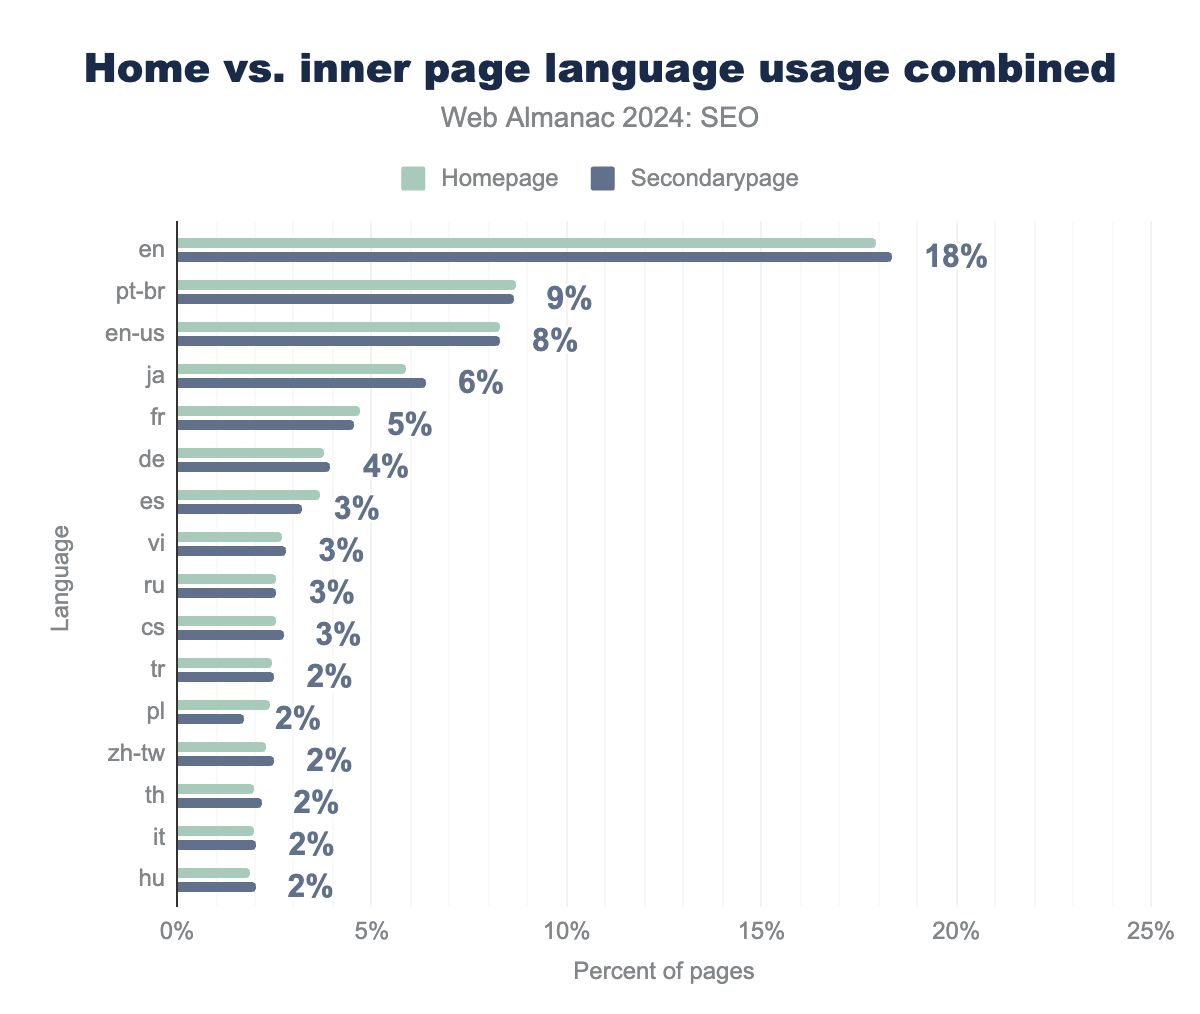 Home vs. inner page language usage combined
Web Almanac 2024: SEO
Homepage
Secondarypage
en
18%
pt-br
9%
en-us
8%
ja
6%
fr
5%
de
4%
es
3%
vi
3%
ru
3%
cs
3%
tr
2%
pl
2%
zh-tw
2%
th
2%
it
2%
hu
2%
Language
0%
5%
10%
15%
20%
25%
Percent of pages